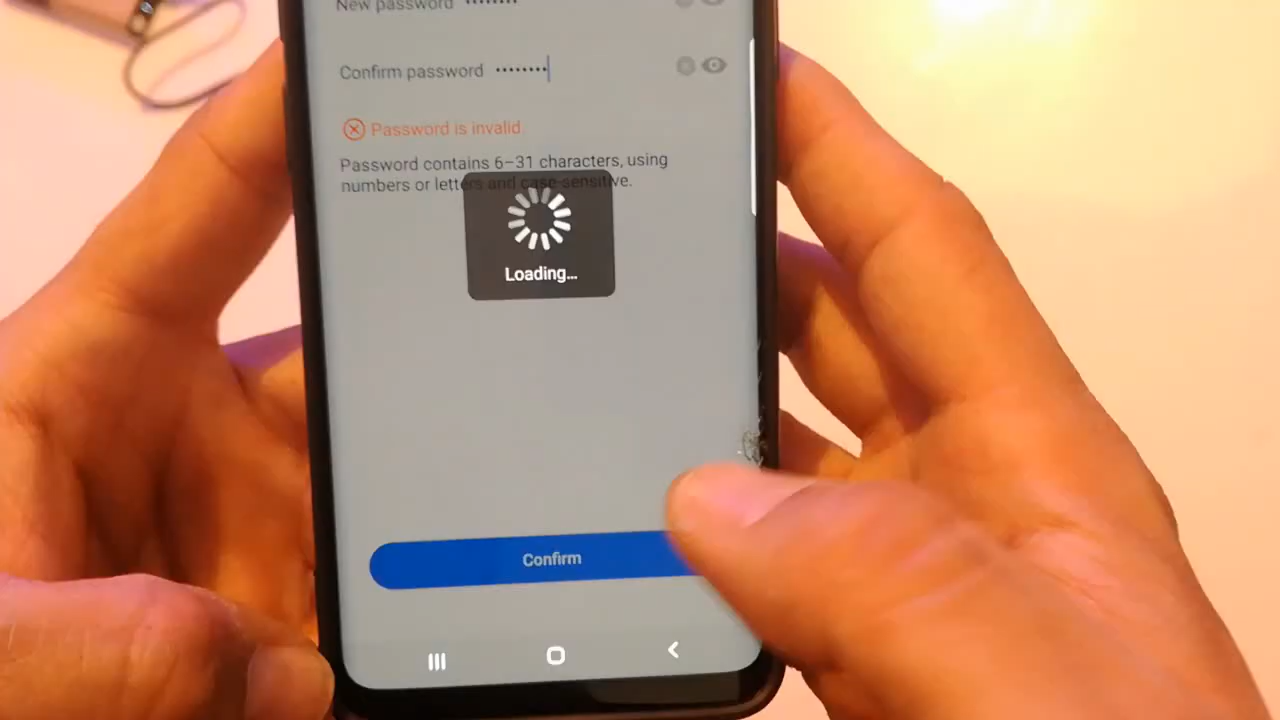 New password ••••••••
Confirm password ••••••••
Password is invalid
Password contains 6–31 characters, using
numbers or letters and case-sensitive.
Loading...
Confirm